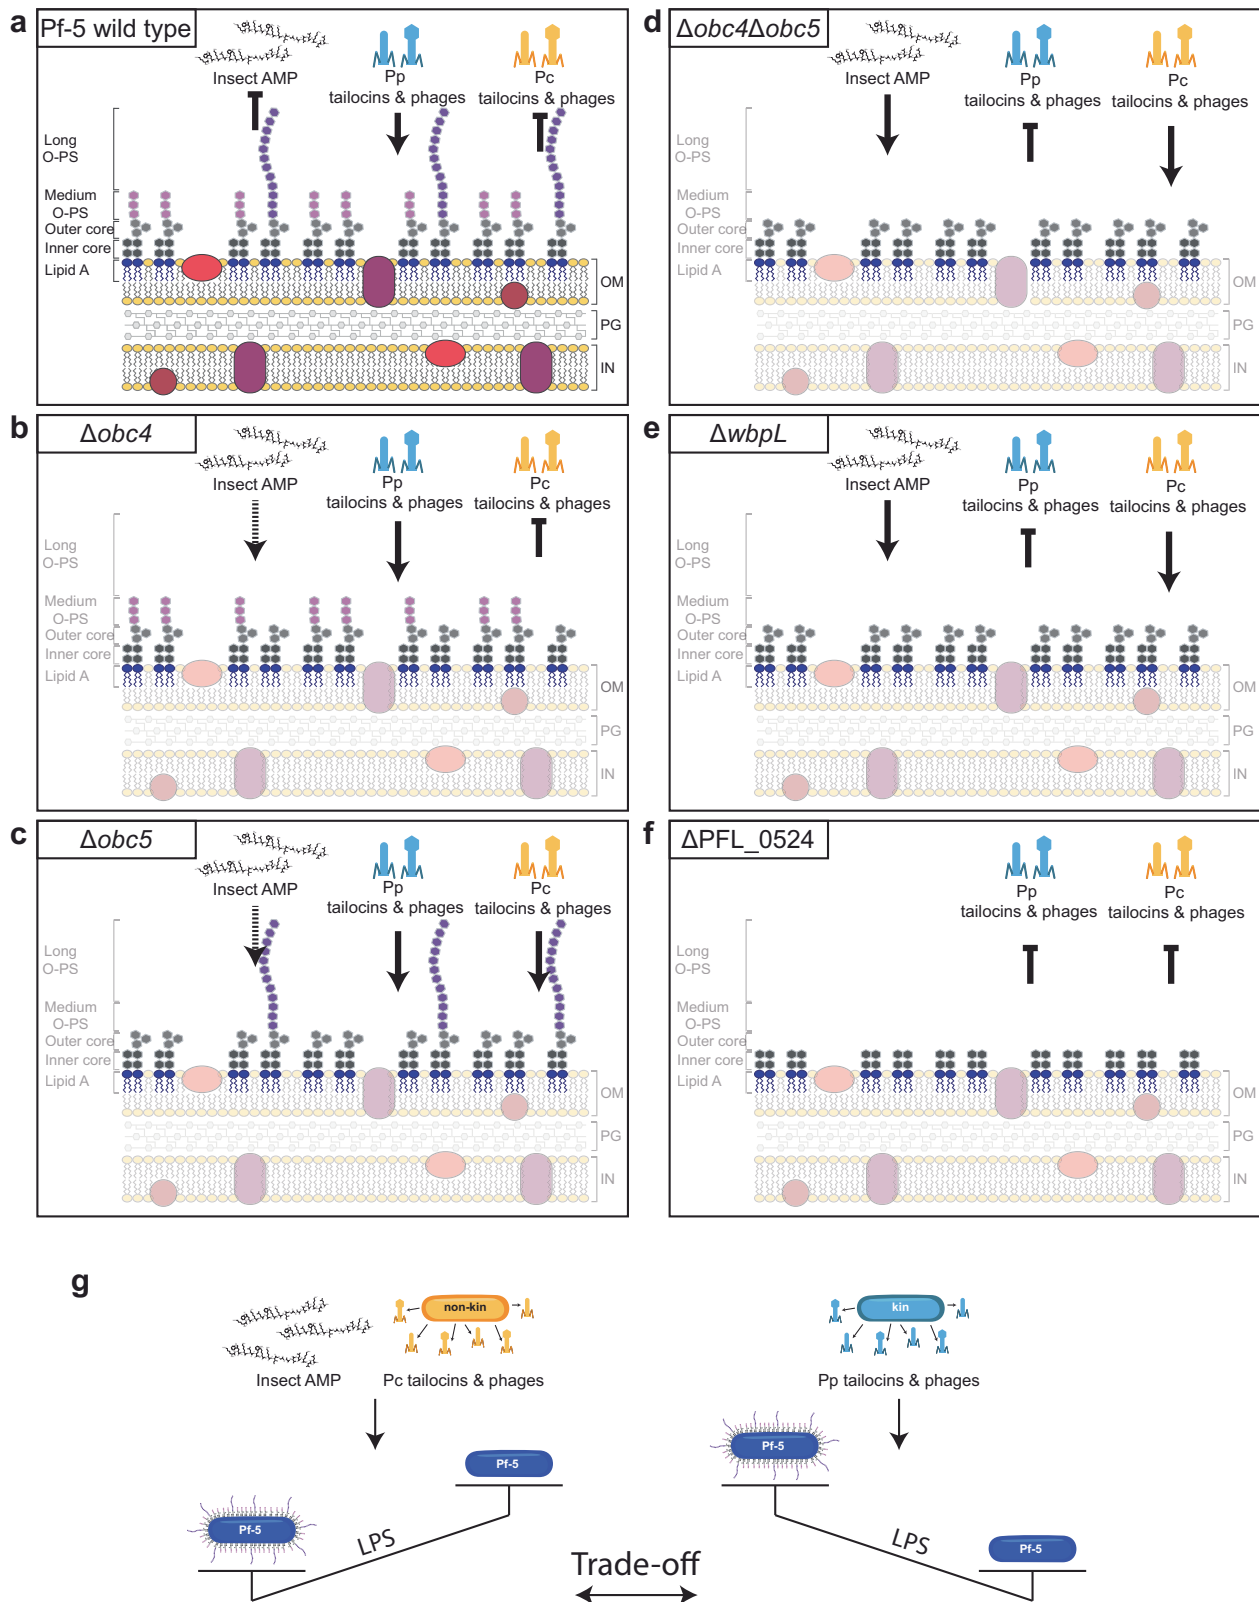 a
Pf-5 wild type
Insect AMP
Pp
tailocins & phages
Pc
tailocins & phages
Long
O-PS
Medium
O-PS
Outer core
Inner core
Lipid A
OM
PG
IN
d
Δobc4Δobc5
Insect AMP
Pp
tailocins & phages
Pc
tailocins & phages
Long
O-PS
Medium
O-PS
Outer core
Inner core
Lipid A
OM
PG
IN
b
Δobc4
Insect AMP
Pp
tailocins & phages
Pc
tailocins & phages
Long
O-PS
Medium
O-PS
Outer core
Inner core
Lipid A
OM
PG
IN
e
ΔwbpL
Insect AMP
Pp
tailocins & phages
Pc
tailocins & phages
Long
O-PS
Medium
O-PS
Outer core
Inner core
Lipid A
OM
PG
IN
c
Δobc5
Insect AMP
Pp
tailocins & phages
Pc
tailocins & phages
Long
O-PS
Medium
O-PS
Outer core
Inner core
Lipid A
OM
PG
IN
f
ΔPFL_0524
Pp
tailocins & phages
Pc
tailocins & phages
Long
O-PS
Medium
O-PS
Outer core
Inner core
Lipid A
OM
PG
IN
g
non-kin
Insect AMP
Pc tailocins & phages
Pf-5
Pf-5
LPS
kin
Pp tailocins & phages
Pf-5
LPS
Pf-5
Trade-off